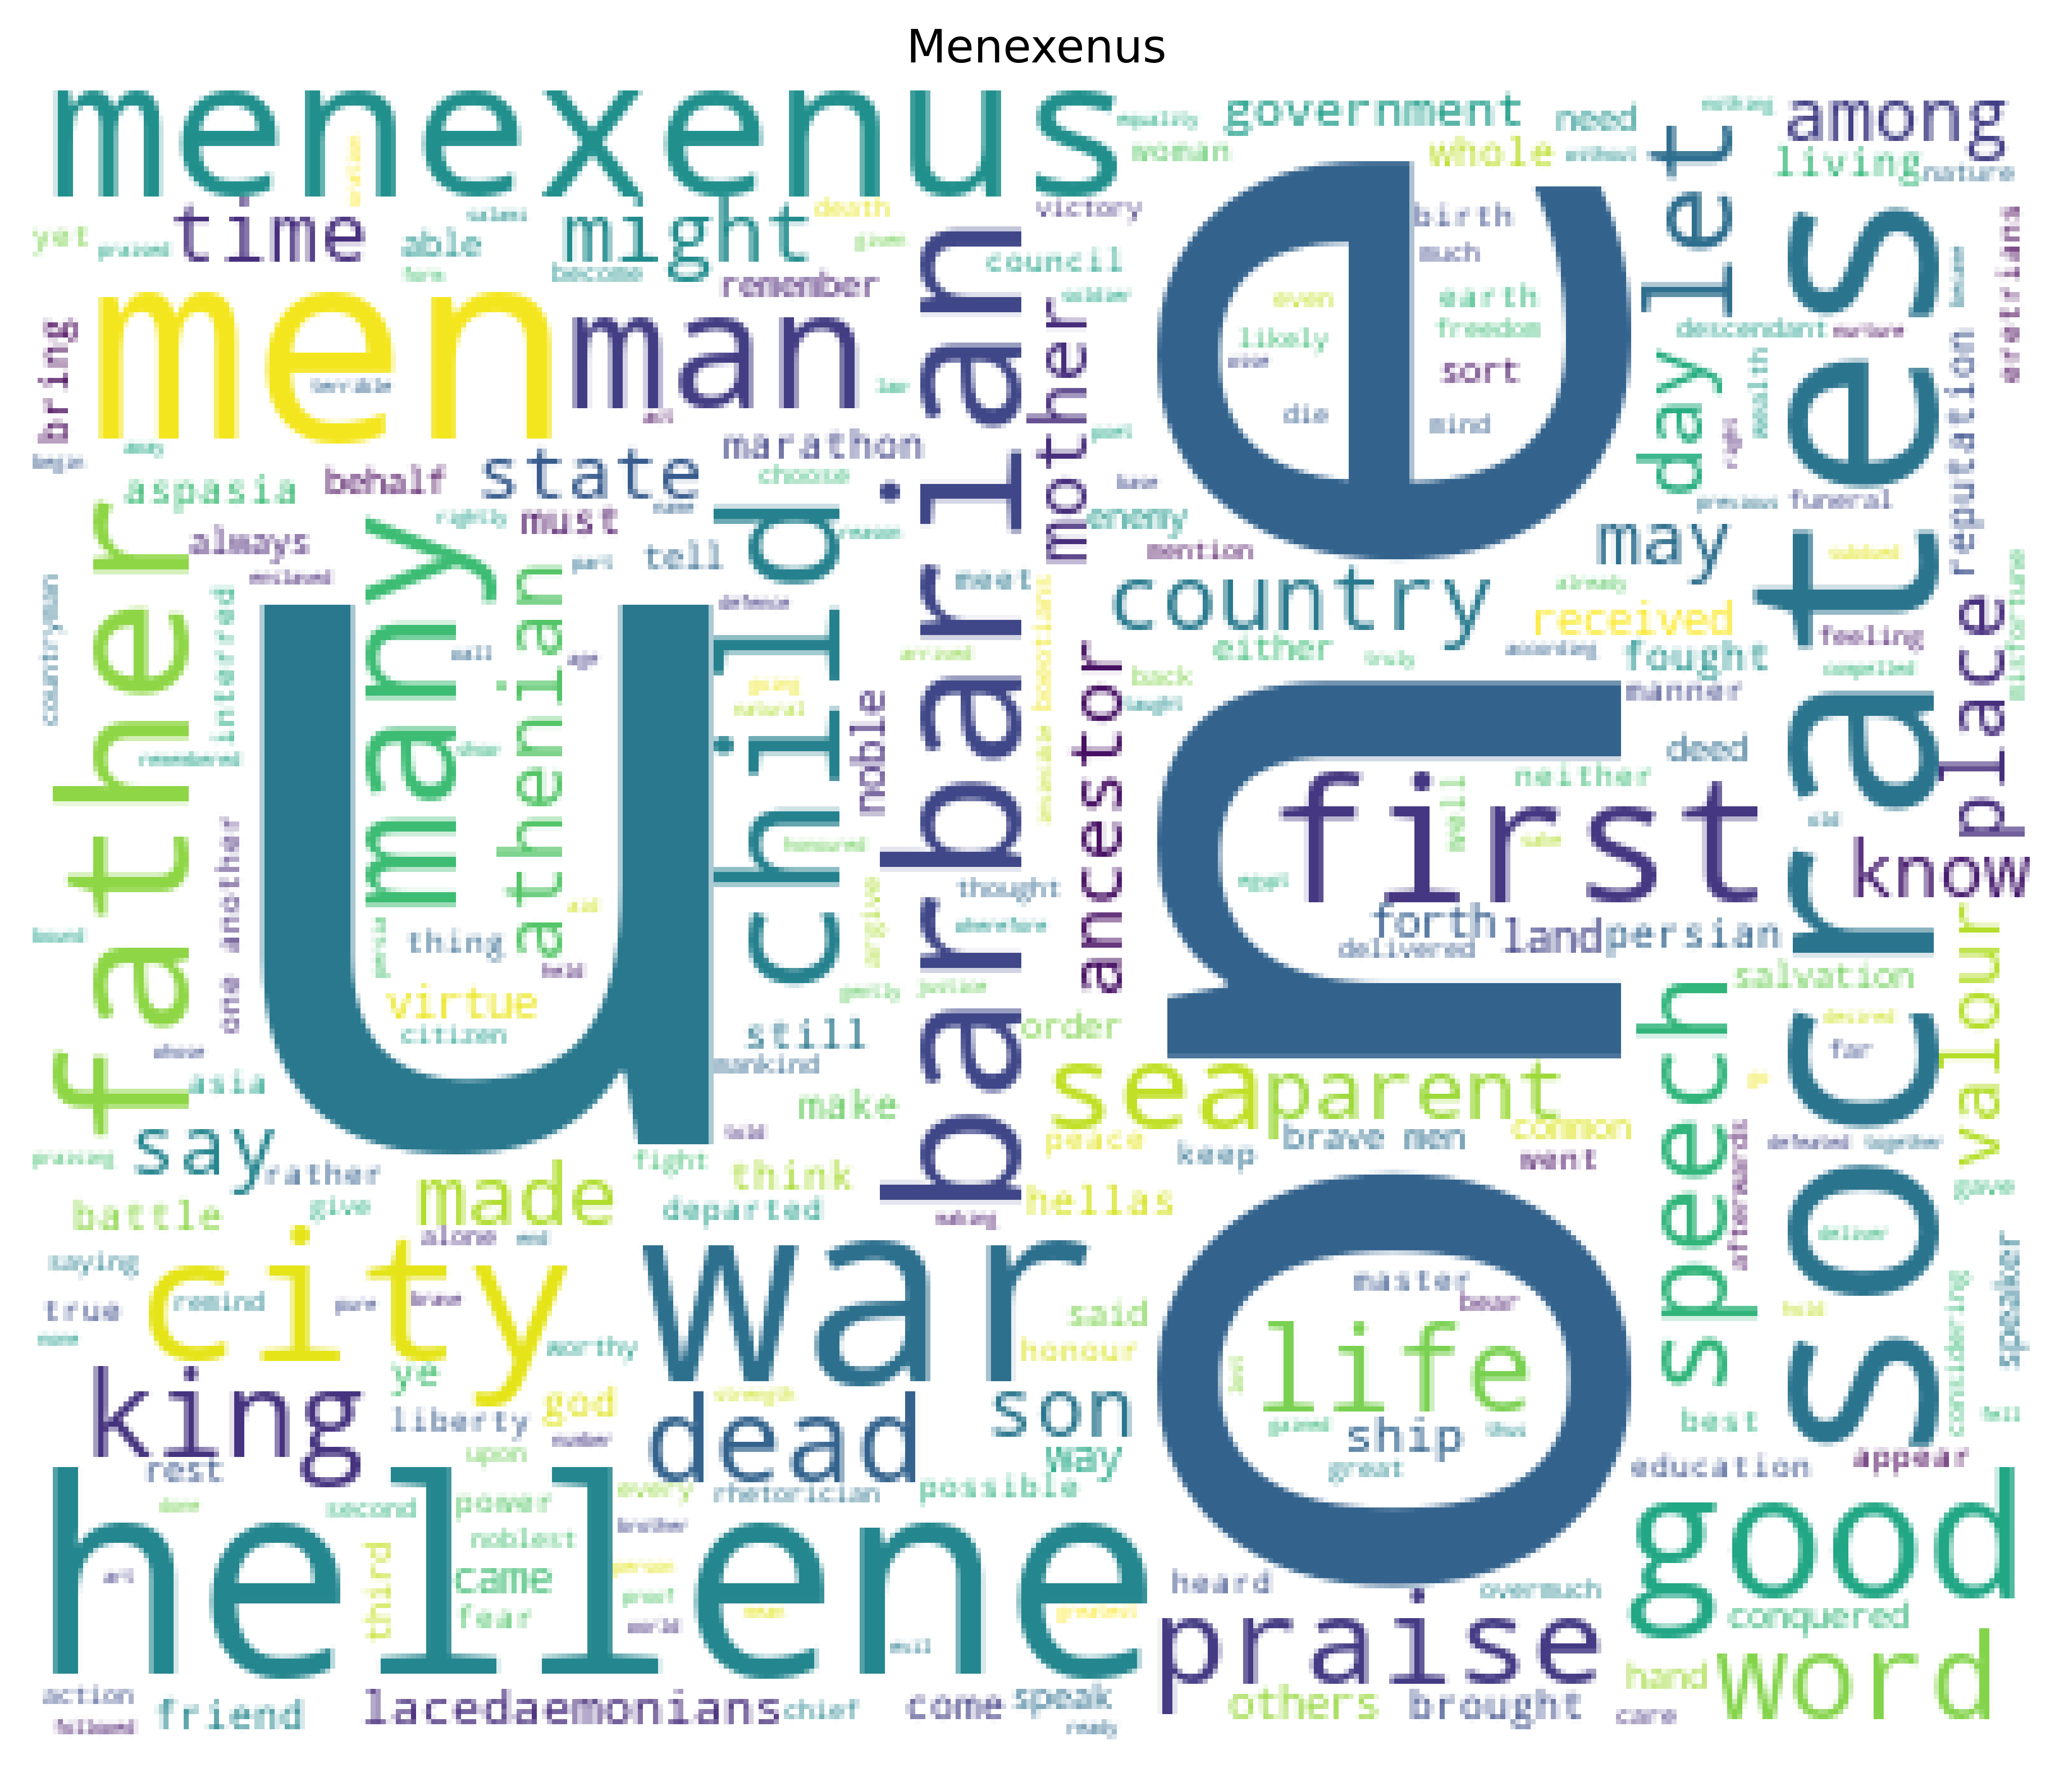 Menexenus
menexenus
government
need
among
woman
whole
let
living
nature
time
might
death
victory
yet
able
become
council
birth
much
remember
men
man
bring
barbarian
mother
even
earth
likely
freedom
sort
die
mind
descendant
day
wealth
reputation
eretrians
socrates
marathon
aspasia
behalf
state
choose
enemy
mention
funeral
precious
may
always
must
tell
father
many
athenian
child
meet
country
received
already
fought
feeling
either
place
countryman
interred
u
one
noble
ancestor
back
manner
deed
neither
well
first
know
thing
thought
forth
land
persian
delivered
one another
virtue
citizen
still
order
salvation
valour
speech
mankind
asia
make
sea
parent
peace
keep
brave men
common
went
far
say
rather
fight
think
battle
give
made
departed
hellas
afterwards
gave
alone
city
war
saying
remind
true
worthy
said
honour
master
bear
life
ship
great
deliver
speaker
considering
king
ye
liberty
god
dead
son
way
best
rest
upon
rhetorician
possible
education
appear
second
power
every
hellene
noblest
third
came
fear
heard
overmuch
praise
good
conquered
word
hand
action
friend
lacedaemonians
chief
come
speak
others
brought
care